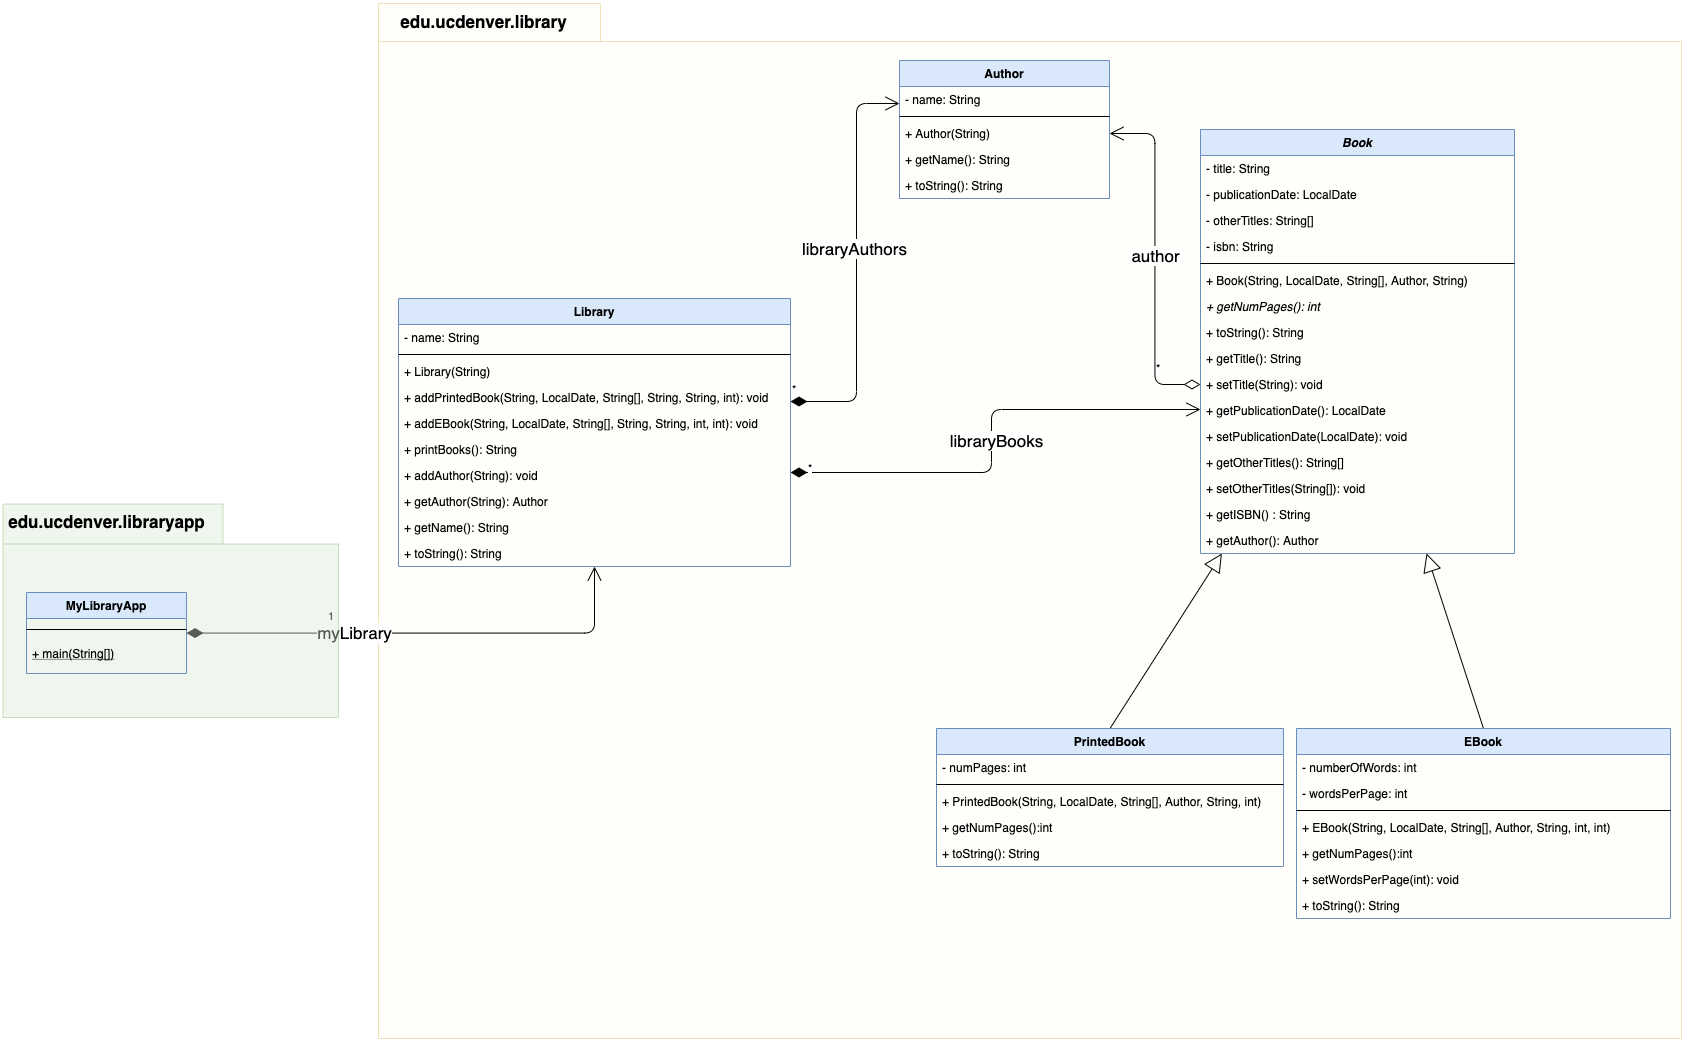 edu.ucdenver.library
Author
- name: String
+ Author(String)
+ getName(): String
+ toString(): String
Book
- title: String
- publicationDate: LocalDate
- otherTitles: String[]
- isbn: String
+ Book(String, LocalDate, String[], Author, String)
+ getNumPages(): int
+ toString(): String
+ getTitle(): String
+ setTitle(String): void
+ getPublicationDate(): LocalDate
+ setPublicationDate(LocalDate): void
+ getOtherTitles(): String[]
+ setOtherTitles(String[]): void
+ getISBN() : String
+ getAuthor(): Author
libraryAuthors
author
*
Library
- name: String
+ Library(String)
+ addPrintedBook(String, LocalDate, String[], String, String, int): void
+ addEBook(String, LocalDate, String[], String, String, int, int): void
+ printBooks(): String
+ addAuthor(String): void
+ getAuthor(String): Author
+ getName(): String
+ toString(): String
*
libraryBooks
*
edu.ucdenver.libraryapp
MyLibraryApp
+ main(String[])
1
myLibrary
PrintedBook
- numPages: int
+ PrintedBook(String, LocalDate, String[], Author, String, int)
+ getNumPages():int
+ toString(): String
EBook
- numberOfWords: int
- wordsPerPage: int
+ EBook(String, LocalDate, String[], Author, String, int, int)
+ getNumPages():int
+ setWordsPerPage(int): void
+ toString(): String